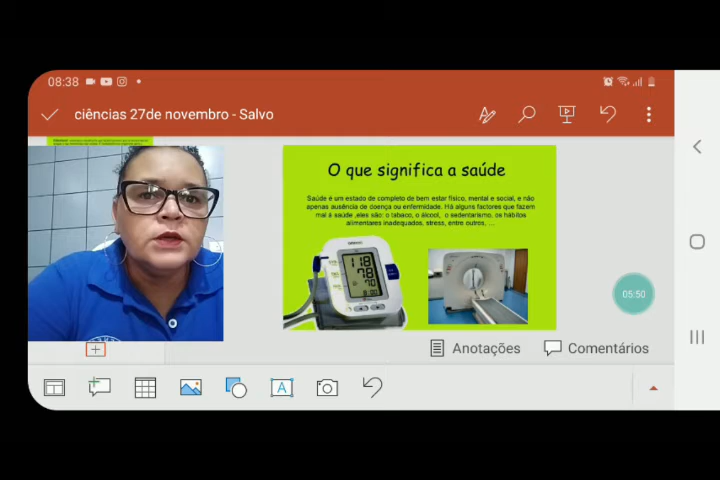 08:38
ciências 27de novembro - Salvo
O que significa a saúde
Saúde é um estado de completo de bem estar físico, mental e social, e não
apenas ausência de doença ou enfermidade. Há alguns factores que fazem
mal á saúde ,eles são: o tabaco, o álcool, o sedentarismo, os hábitos
alimentares inadequados, stress, entre outros, ...
118
78
70
05:50
Anotações
Comentários